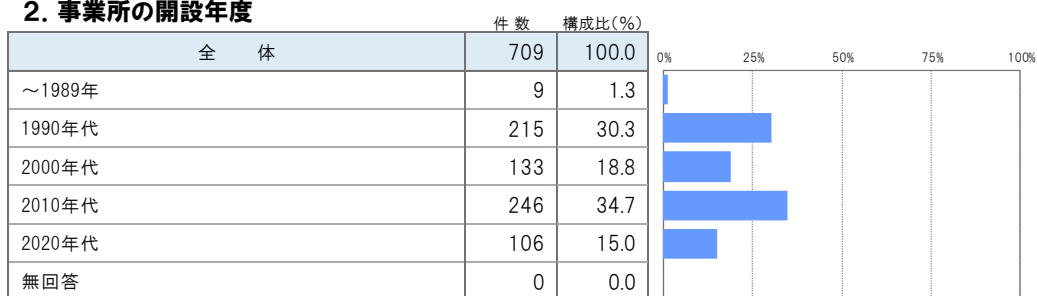 2．事業所の開設年度
件 数 構成比(％)
全 体 709 100.0
0% 25% 50% 75% 100%
～1989年 9 1.3
1990年代 215 30.3
2000年代 133 18.8
2010年代 246 34.7
2020年代 106 15.0
無回答 0 0.0